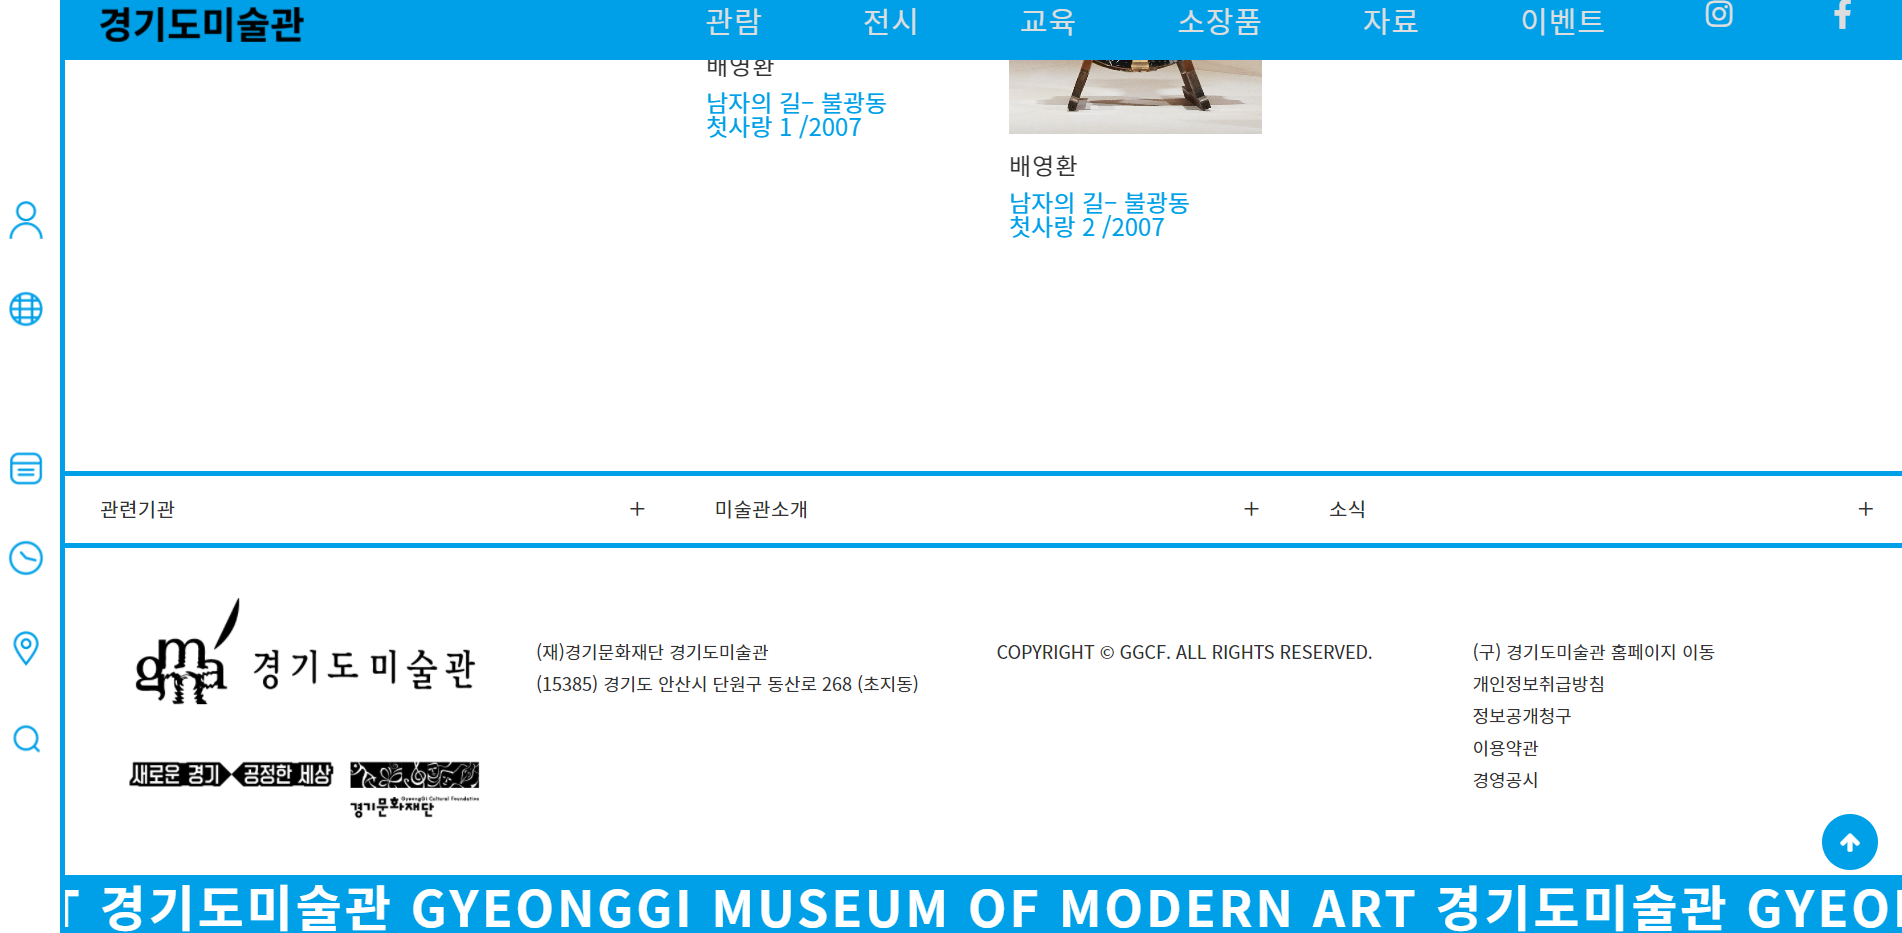 경기도미술관
관람
전시
교육
소장품
자료
이벤트
배영환
남자의 길– 불광동
첫사랑 1 /2007
배영환
남자의 길– 불광동
첫사랑 2 /2007
관련기관 +
미술관소개 +
소식 +
gmma 경기도미술관
새로운 경기 공정한 세상
GyeongGi Cultural Foundation
경기문화재단
(재)경기문화재단 경기도미술관
(15385) 경기도 안산시 단원구 동산로 268 (초지동)
COPYRIGHT © GGCF. ALL RIGHTS RESERVED.
(구) 경기도미술관 홈페이지 이동
개인정보취급방침
정보공개청구
이용약관
경영공시
T 경기도미술관 GYEONGGI MUSEUM OF MODERN ART 경기도미술관 GYEO